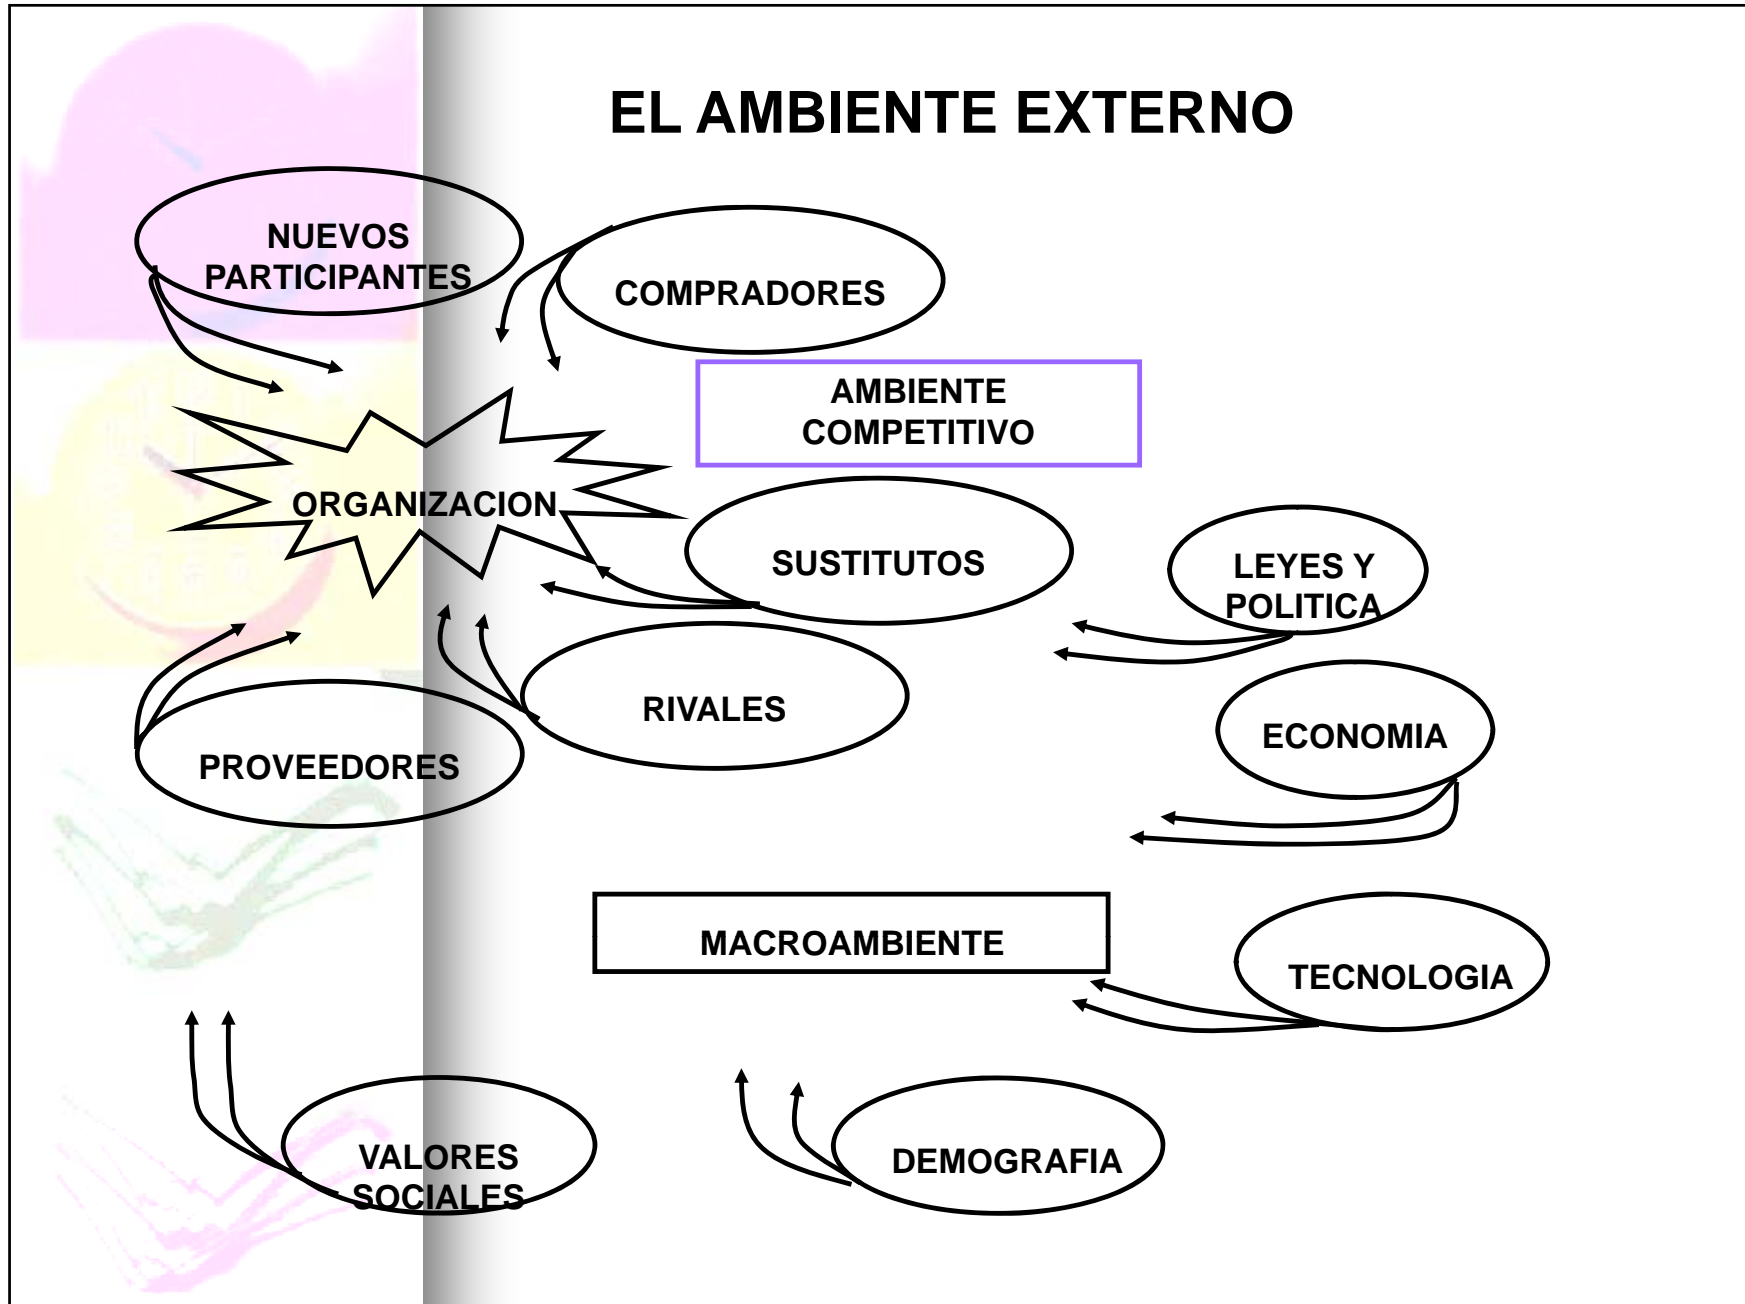 EL AMBIENTE EXTERNO
NUEVOS
PARTICIPANTES
COMPRADORES
AMBIENTE
COMPETITIVO
ORGANIZACION
SUSTITUTOS
LEYES Y
POLITICA
RIVALES
ECONOMIA
PROVEEDORES
MACROAMBIENTE
TECNOLOGIA
VALORES
SOCIALES
DEMOGRAFIA